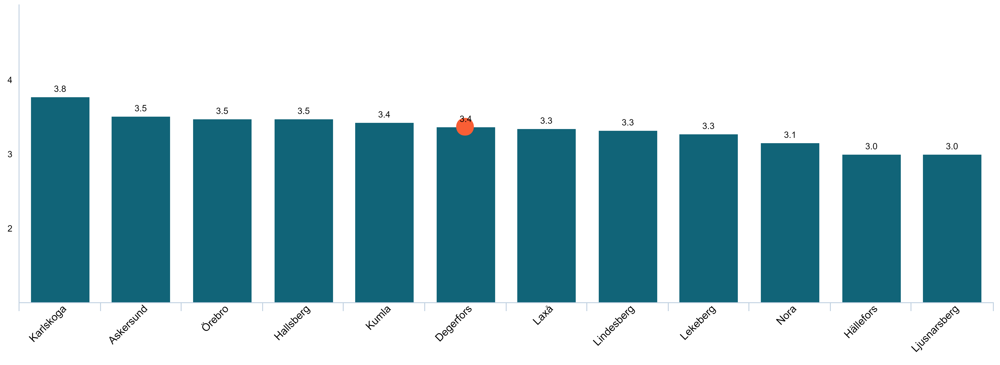 4
3
2
3.8
3.5
3.5
3.5
3.4
3.4
3.3
3.3
3.3
3.1
3.0
3.0
Karlskoga
Askersund
Örebro
Hallsberg
Kumla
Degerfors
Laxå
Lindesberg
Lekeberg
Nora
Hällefors
Ljusnarsberg